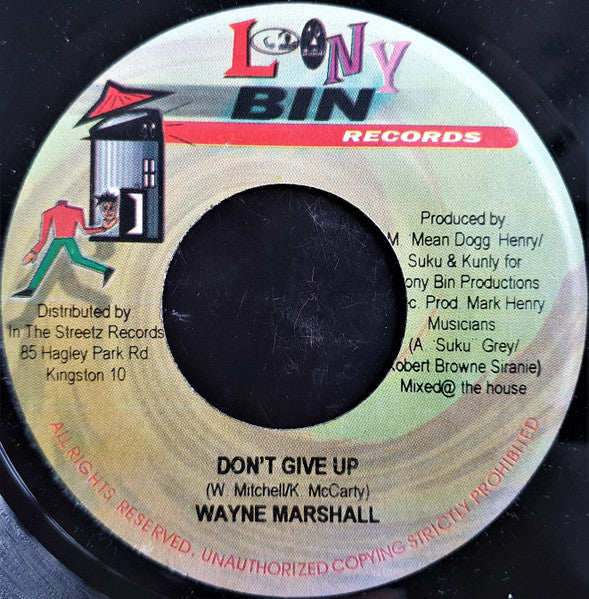 LOONY
BIN
RECORDS
Produced by
M. "Mean Dogg" Henry/
Suku & Kunly for
ony Bin Productions
ec. Prod. Mark Henry
Musicians
(A "Suku" Grey/
obert Browne Siranie)
Mixed@ the house
Distributed by
In The Streetz Records
85 Hagley Park Rd
Kingston 10
DON'T GIVE UP
(W. Mitchell/K. McCarty)
WAYNE MARSHALL
ALL RIGHTS RESERVED. UNAUTHORIZED COPYING STRICTLY PROHIBITED